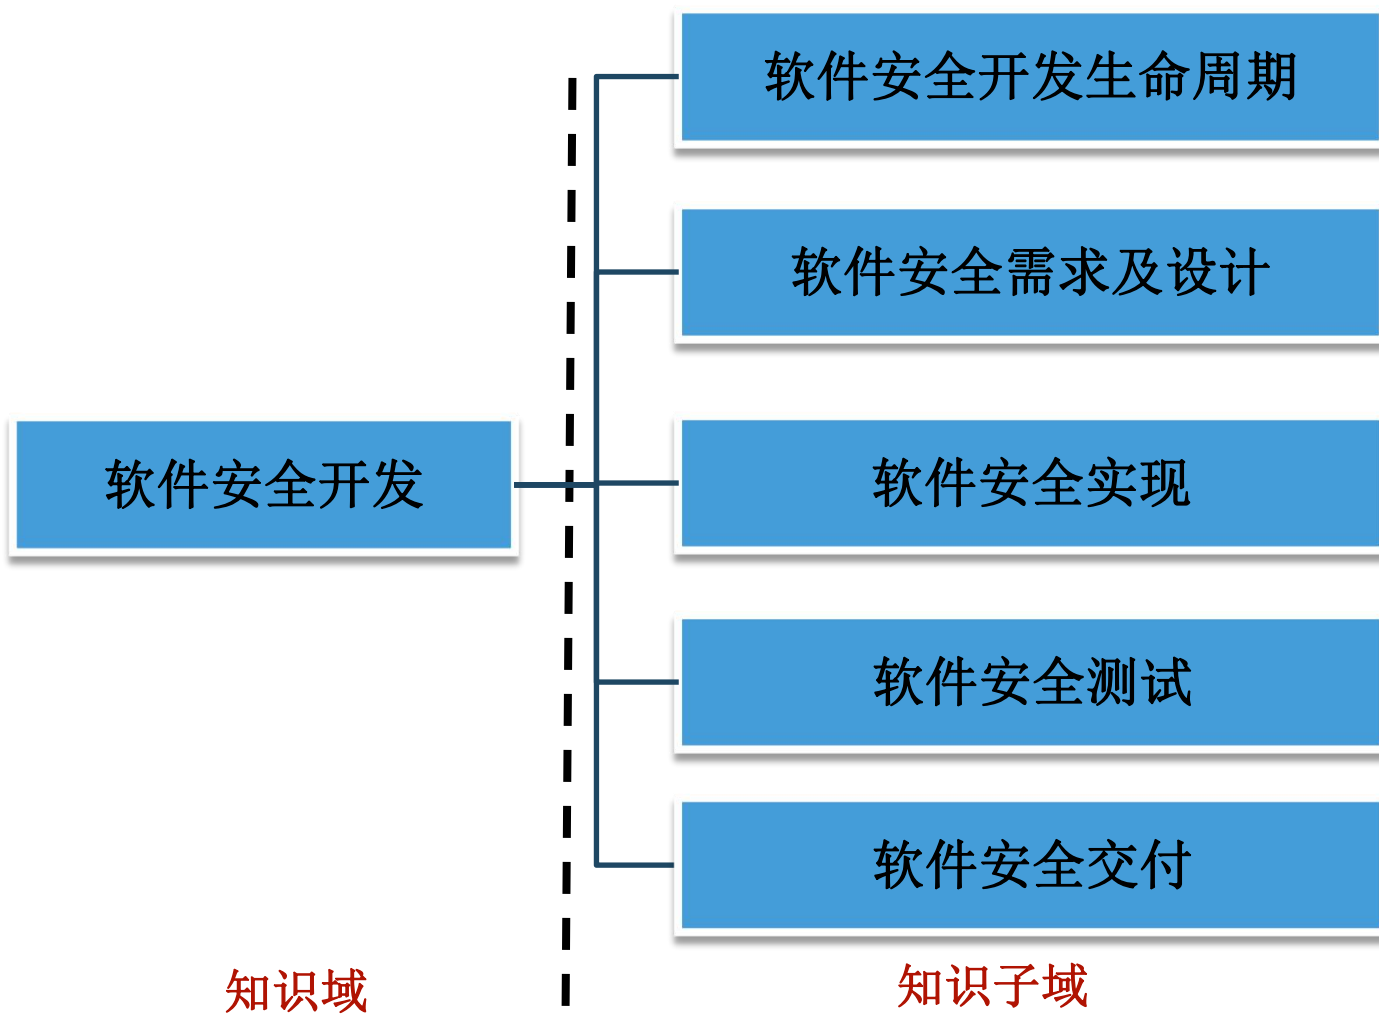 软件安全开发生命周期
软件安全需求及设计
软件安全开发
软件安全实现
软件安全测试
软件安全交付
知识域
知识子域